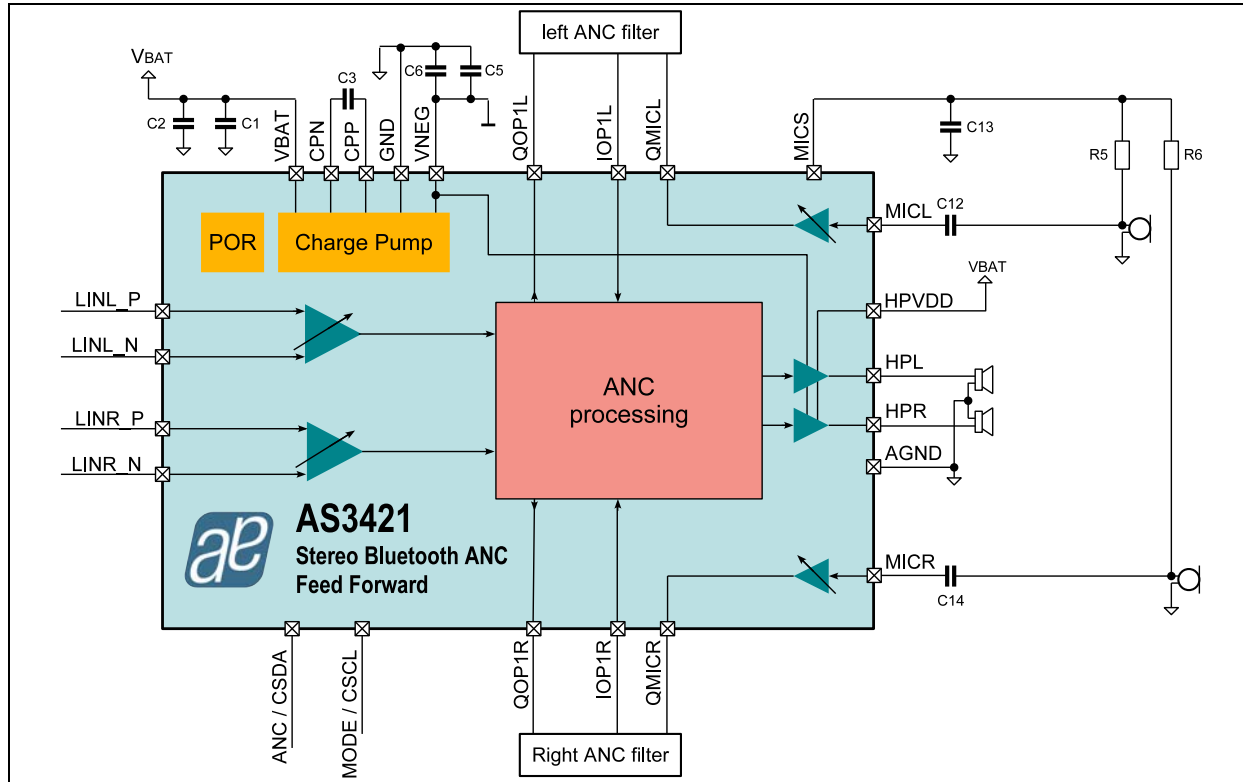 left ANC filter
VBAT
C2
C1
C3
C6
C5
VBAT
CPN
CPP
GND
VNEG
QOP1L
IOP1L
QMICL
MICS
C13
R5
R6
POR
Charge Pump
MICL
C12
VBAT
HPVDD
LINL_P
LINL_N
LINR_P
LINR_N
ANC
processing
HPL
HPR
AGND
ae
AS3421
Stereo Bluetooth ANC
Feed Forward
MICR
C14
ANC / CSDA
MODE / CSCL
QOP1R
IOP1R
QMICR
Right ANC filter